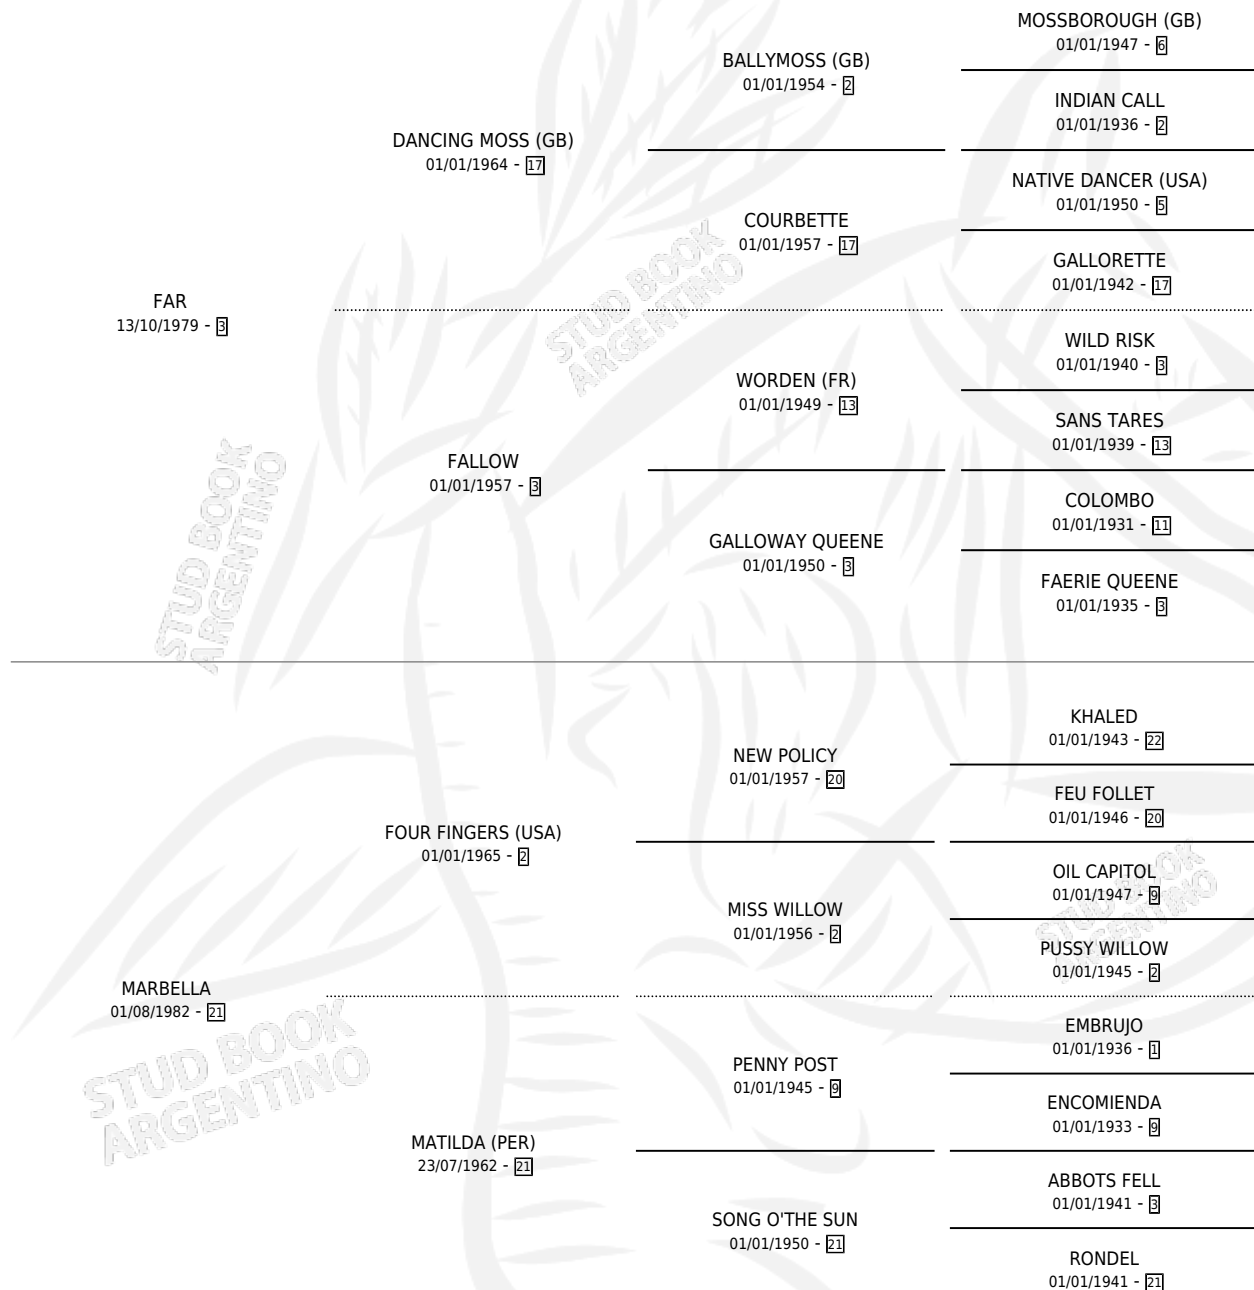 MOSSBOROUGH (GB)
01/01/1947 - 6
BALLYMOSS (GB)
01/01/1954 - 2
INDIAN CALL
01/01/1936 - 2
DANCING MOSS (GB)
01/01/1964 - 17
NATIVE DANCER (USA)
01/01/1950 - 5
COURBETTE
01/01/1957 - 17
GALLORETTE
01/01/1942 - 17
FAR
13/10/1979 - 3
WILD RISK
01/01/1940 - 3
WORDEN (FR)
01/01/1949 - 13
SANS TARES
01/01/1939 - 13
FALLOW
01/01/1957 - 3
COLOMBO
01/01/1931 - 11
GALLOWAY QUEENE
01/01/1950 - 3
FAERIE QUEENE
01/01/1935 - 3
KHALED
01/01/1943 - 22
NEW POLICY
01/01/1957 - 20
FEU FOLLET
01/01/1946 - 20
FOUR FINGERS (USA)
01/01/1965 - 2
OIL CAPITOL
01/01/1947 - 9
MISS WILLOW
01/01/1956 - 2
PUSSY WILLOW
01/01/1945 - 2
MARBELLA
01/08/1982 - 21
EMBRUJO
01/01/1936 - 1
PENNY POST
01/01/1945 - 9
ENCOMIENDA
01/01/1933 - 9
MATILDA (PER)
23/07/1962 - 21
ABBOTS FELL
01/01/1941 - 3
SONG O'THE SUN
01/01/1950 - 21
RONDEL
01/01/1941 - 21
STUD BOOK
ARGENTINO
STUD BOOK
ARGENTINO
STUD BOOK
ARGENTINO
STUD BOOK
ARGENTINO